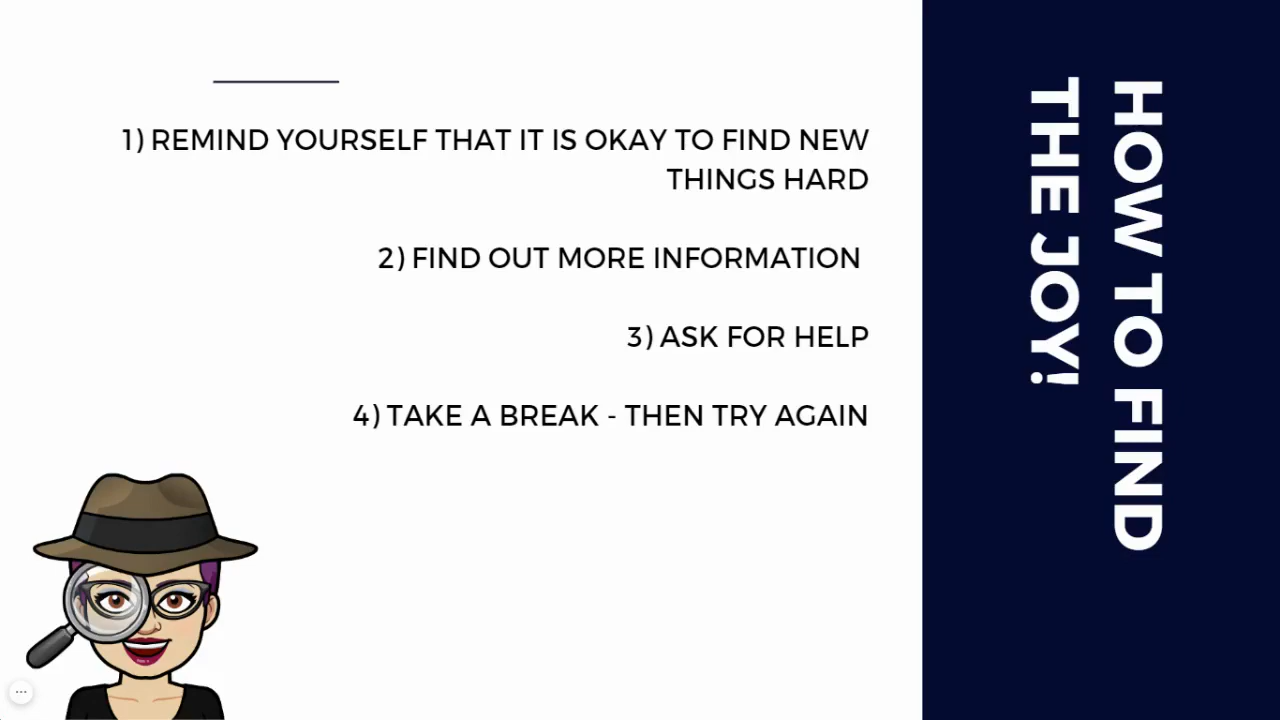 1) REMIND YOURSELF THAT IT IS OKAY TO FIND NEW
THINGS HARD
2) FIND OUT MORE INFORMATION
3) ASK FOR HELP
4) TAKE A BREAK - THEN TRY AGAIN
HOW TO FIND
THE JOY!